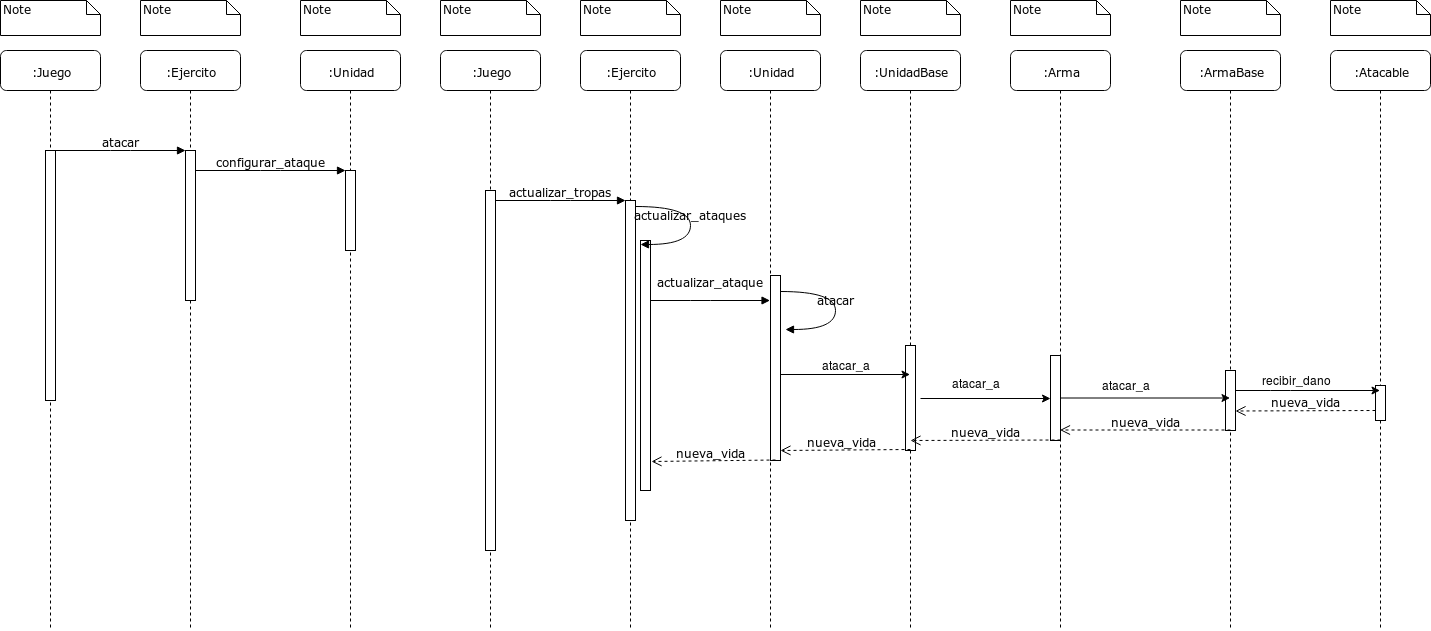 Note
Note
Note
Note
Note
Note
Note
Note
Note
Note
:Juego
:Ejercito
:Unidad
:Juego
:Ejercito
:Unidad
:UnidadBase
:Arma
:ArmaBase
:Atacable
atacar
configurar_ataque
actualizar_tropas
actualizar_ataques
actualizar_ataque
atacar
atacar_a
atacar_a
atacar_a
recibir_dano
nueva_vida
nueva_vida
nueva_vida
nueva_vida
nueva_vida